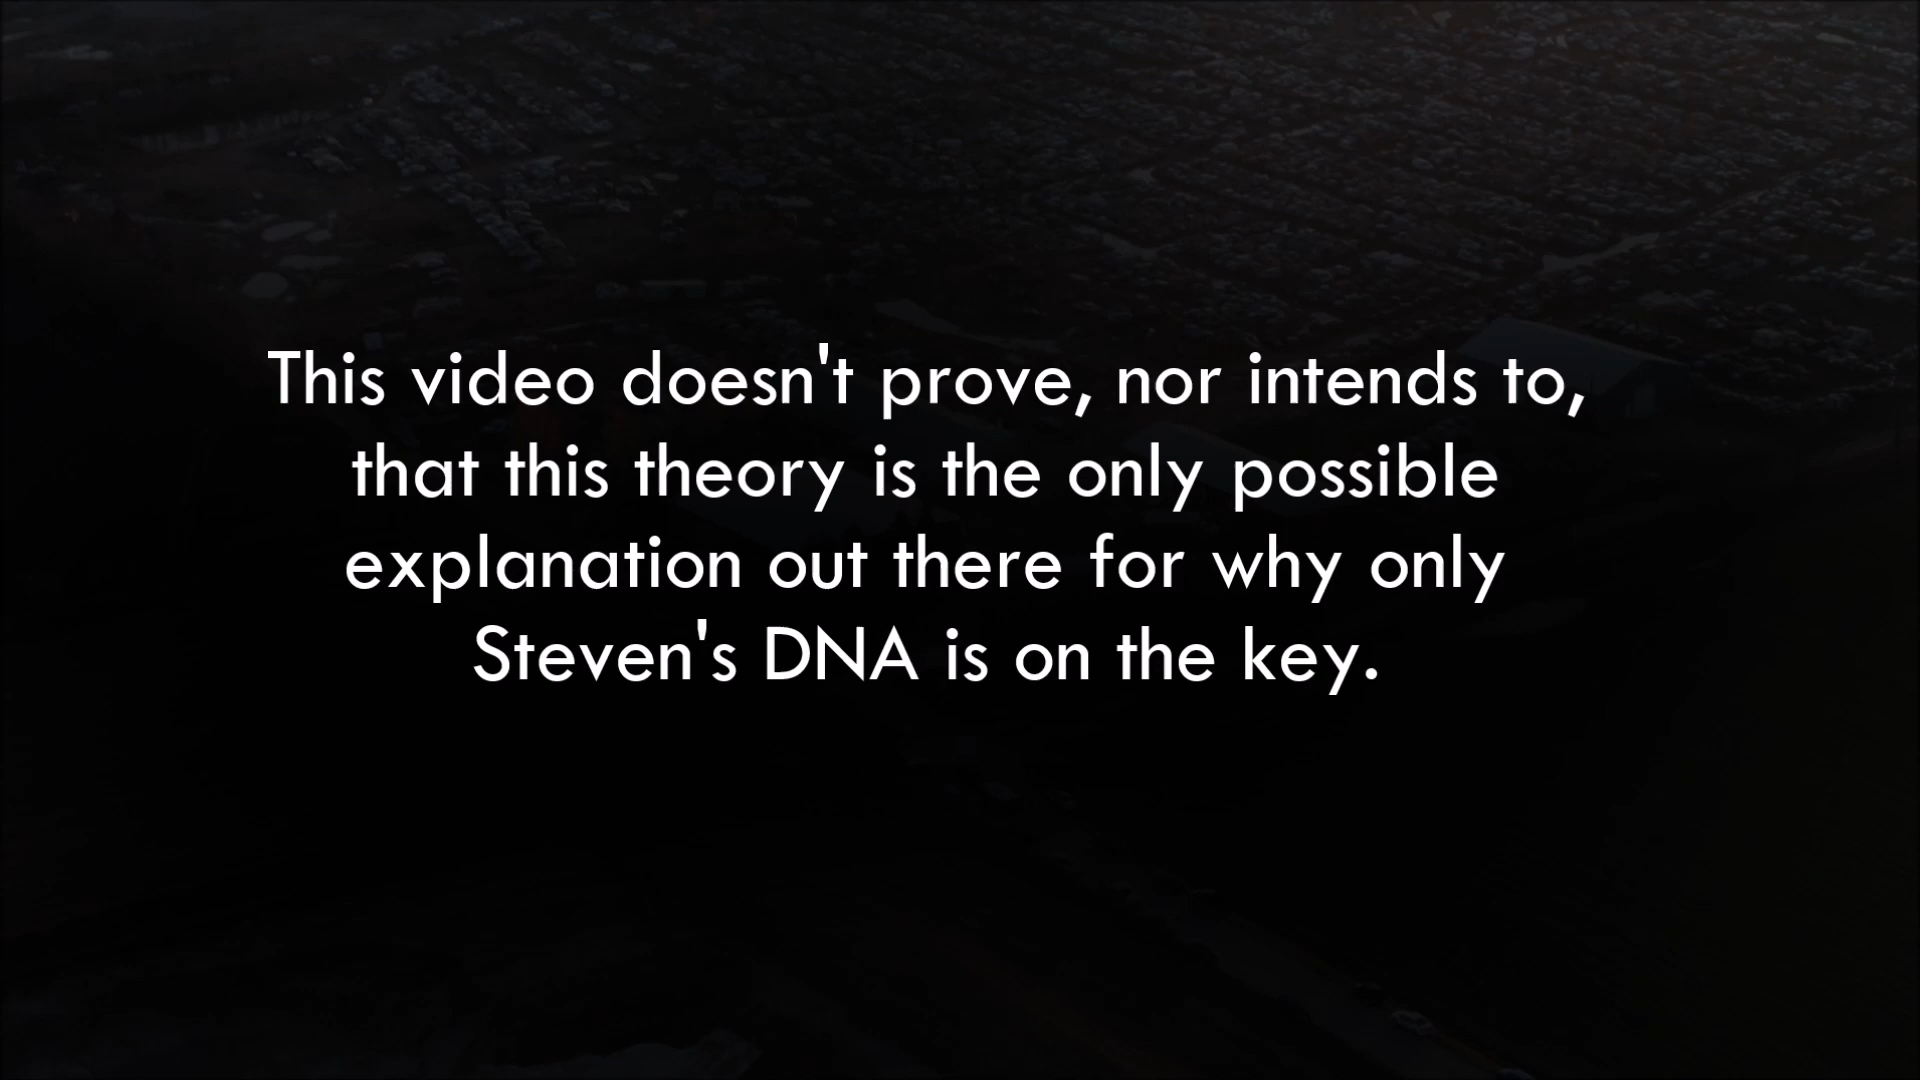 This video doesn't prove, nor intends to,
that this theory is the only possible
explanation out there for why only
Steven's DNA is on the key.